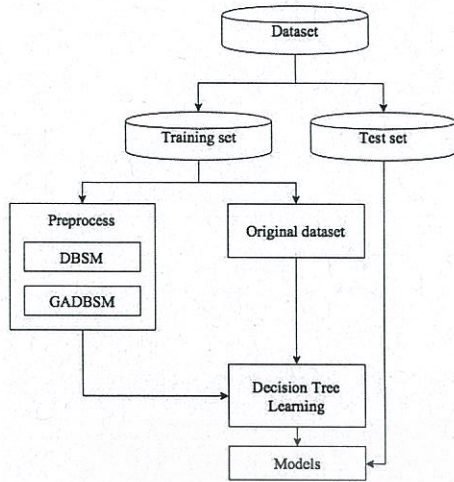 Dataset
Training set
Test set
Preprocess
DBSM
GADBSM
Original dataset
Decision Tree
Learning
Models